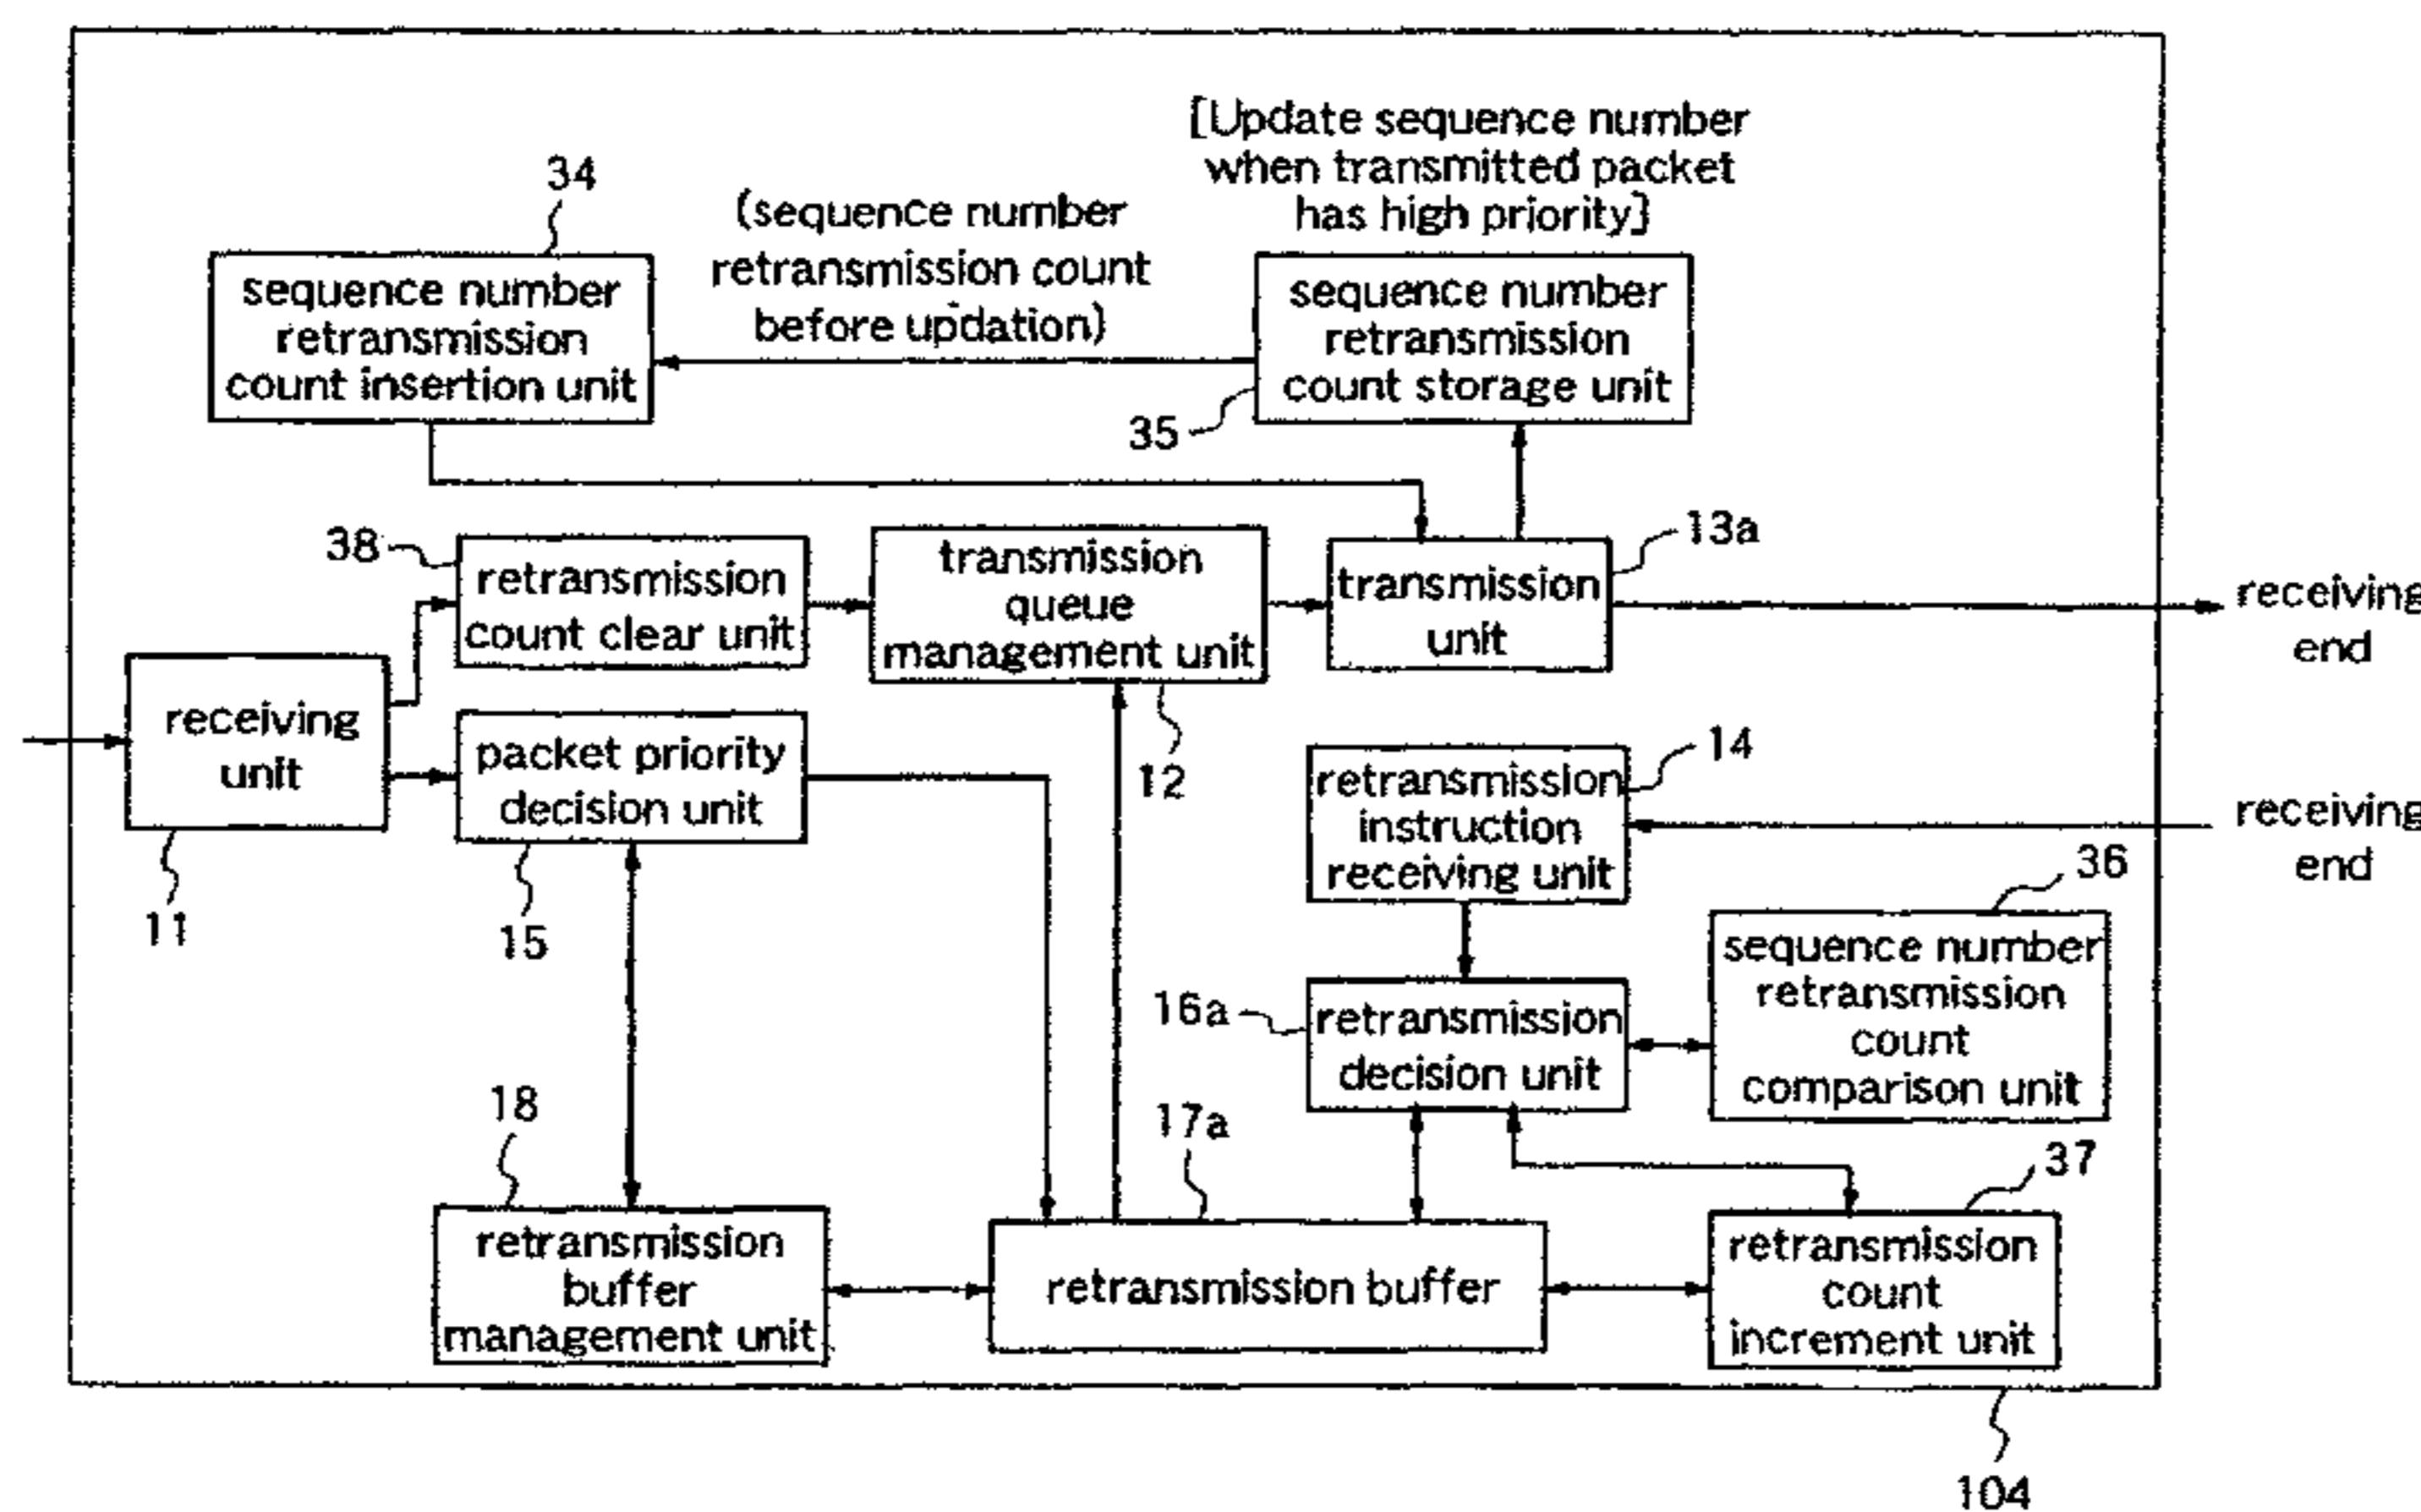 [Update sequence number
when transmitted packet
has high priority]
34
(sequence number
retransmission count
before updation)
sequence number
retransmission
count insertion unit
sequence number
retransmission
count storage unit
35
38
retransmission
count clear unit
transmission
queue
management unit
transmission
unit
13a
receiving
end
receiving
unit
11
packet priority
decision unit
15
12
14
retransmission
instruction
receiving unit
receiving
end
36
sequence number
retransmission
count
comparison unit
16a
retransmission
decision unit
18
17a
37
retransmission
buffer
management unit
retransmission buffer
retransmission
count
increment unit
104